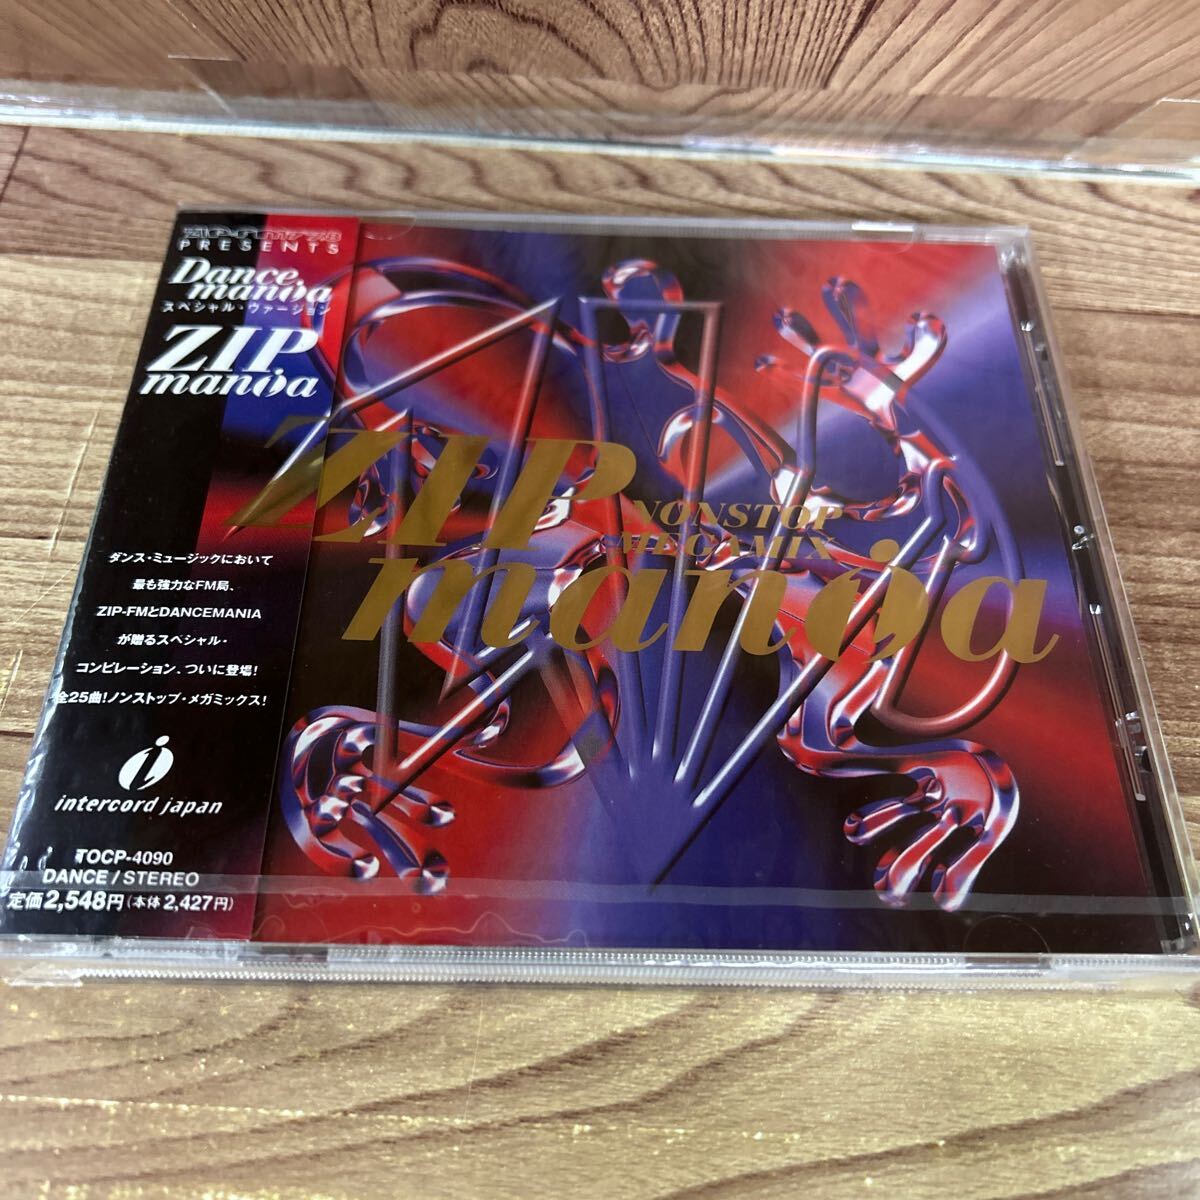 ZIP-FM 77.8
PRESENTS
Dance
mania
スペシャル・ヴァージョン
ZIP
mania
ダンス・ミュージックにおいて
最も強力なFM局、
ZIP-FMとDANCEMANIA
が贈るスペシャル・
コンピレーション、ついに登場!
全25曲!ノンストップ・メガミックス!
i
intercord japan
TOCP-4090
DANCE/STEREO
定価2,548円(本体2,427円)
ZIP
NONSTOP
MEGAMIX
mania